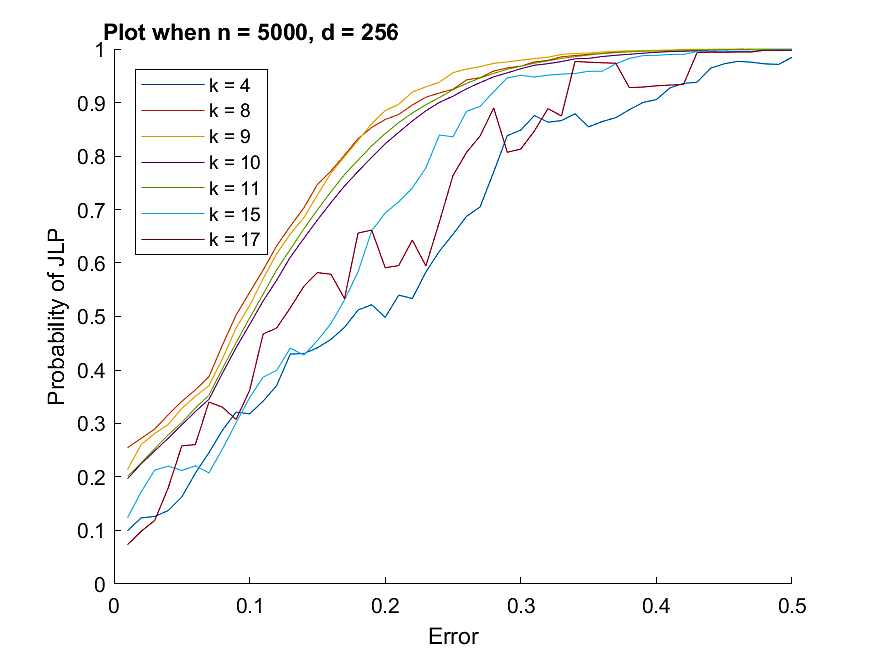 Plot when n = 5000, d = 256
1
0.9
0.8
0.7
0.6
0.5
0.4
0.3
0.2
0.1
0
Probability of JLP
k = 4
k = 8
k = 9
k = 10
k = 11
k = 15
k = 17
0 0.1 0.2 0.3 0.4 0.5
Error